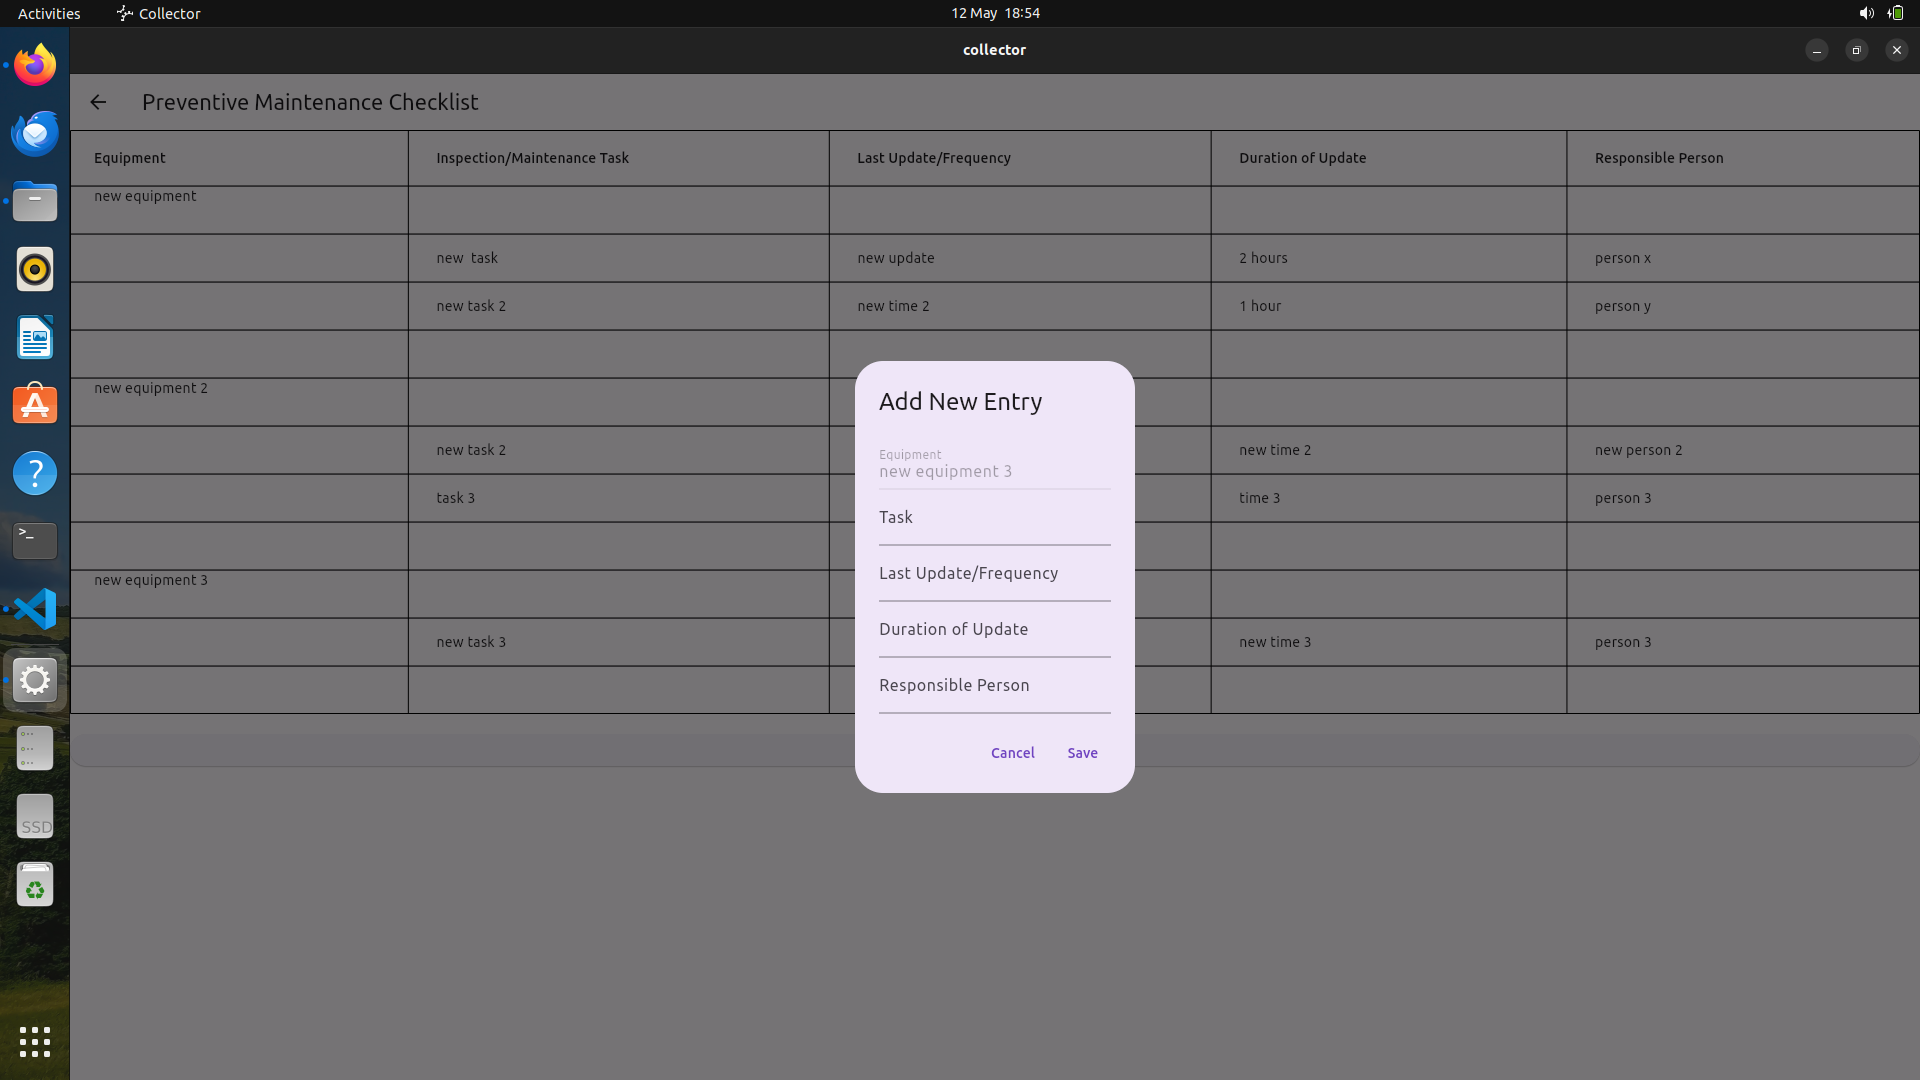 Activities Collector 12 May 18:54
collector
Preventive Maintenance Checklist
Equipment Inspection/Maintenance Task Last Update/Frequency Duration of Update Responsible Person
new equipment
new  task new update 2 hours person x
new task 2 new time 2 1 hour person y
new equipment 2
new task 2 new time 2 new person 2
task 3 time 3 person 3
new equipment 3
new task 3 new time 3 person 3
Add New Entry
Equipment
new equipment 3
Task
Last Update/Frequency
Duration of Update
Responsible Person
Cancel Save
>_
?
SSD